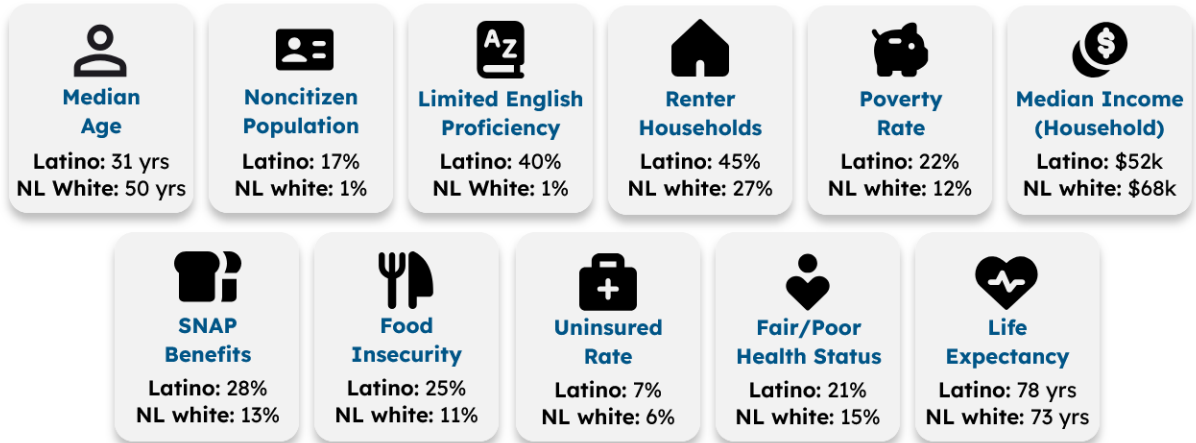 Median
Age
Latino: 31 yrs
NL White: 50 yrs
Noncitizen
Population
Latino: 17%
NL white: 1%
AZ
Limited English
Proficiency
Latino: 40%
NL White: 1%
Renter
Households
Latino: 45%
NL white: 27%
Poverty
Rate
Latino: 22%
NL white: 12%
$
Median Income
(Household)
Latino: $52k
NL white: $68k
SNAP
Benefits
Latino: 28%
NL white: 13%
Food
Insecurity
Latino: 25%
NL white: 11%
Uninsured
Rate
Latino: 7%
NL white: 6%
Fair/Poor
Health Status
Latino: 21%
NL white: 15%
Life
Expectancy
Latino: 78 yrs
NL white: 73 yrs